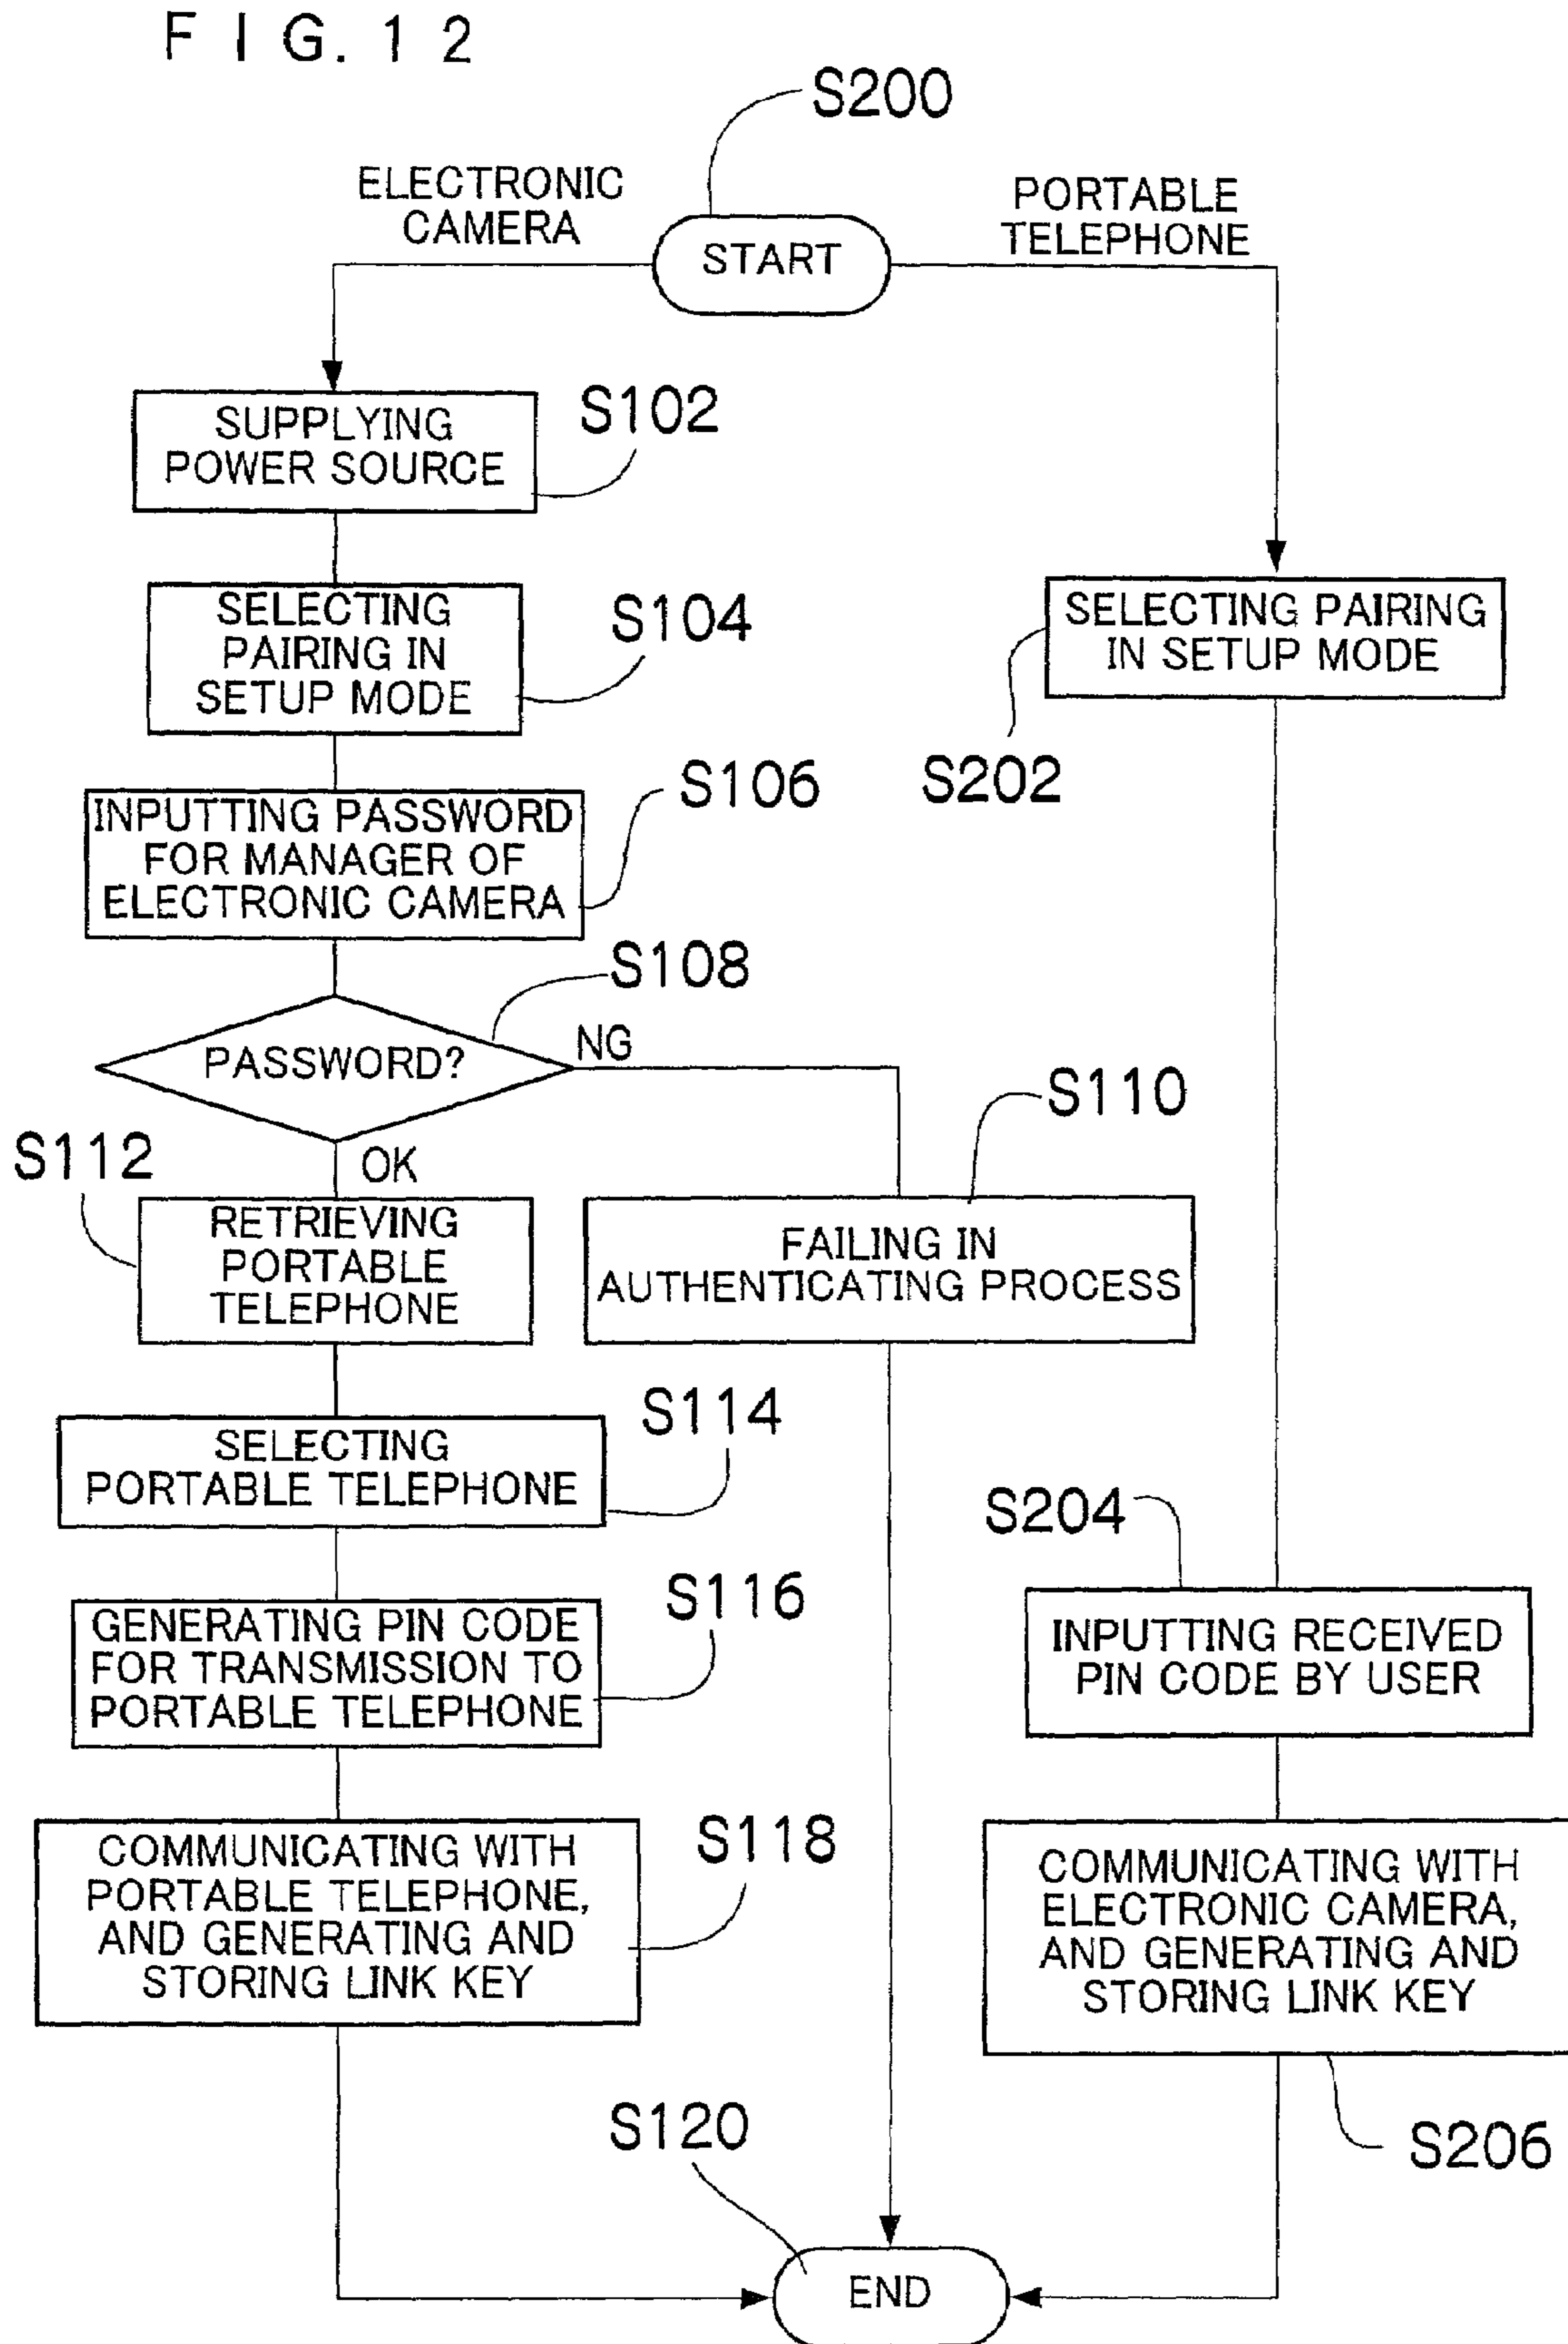 FIG.12
S200
ELECTRONIC
CAMERA
PORTABLE
TELEPHONE
START
SUPPLYING
POWER SOURCE
S102
SELECTING
PAIRING IN
SETUP MODE
S104
SELECTING PAIRING
IN SETUP MODE
S202
INPUTTING PASSWORD
FOR MANAGER OF
ELECTRONIC CAMERA
S106
S108
PASSWORD?
NG
OK
S110
S112
RETRIEVING
PORTABLE
TELEPHONE
FAILING IN
AUTHENTICATING PROCESS
SELECTING
PORTABLE TELEPHONE
S114
S204
GENERATING PIN CODE
FOR TRANSMISSION TO
PORTABLE TELEPHONE
S116
INPUTTING RECEIVED
PIN CODE BY USER
COMMUNICATING WITH
PORTABLE TELEPHONE,
AND GENERATING AND
STORING LINK KEY
S118
COMMUNICATING WITH
ELECTRONIC CAMERA,
AND GENERATING AND
STORING LINK KEY
S120
S206
END